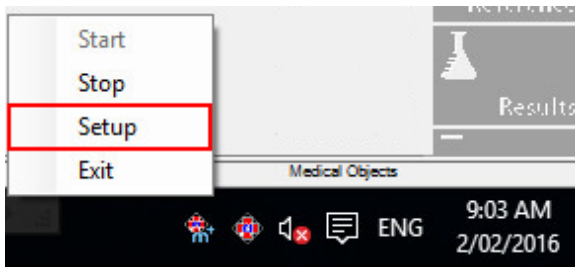 Start
Stop
Setup
Exit
Results
Medical Objects
ENG
9:03 AM
2/02/2016